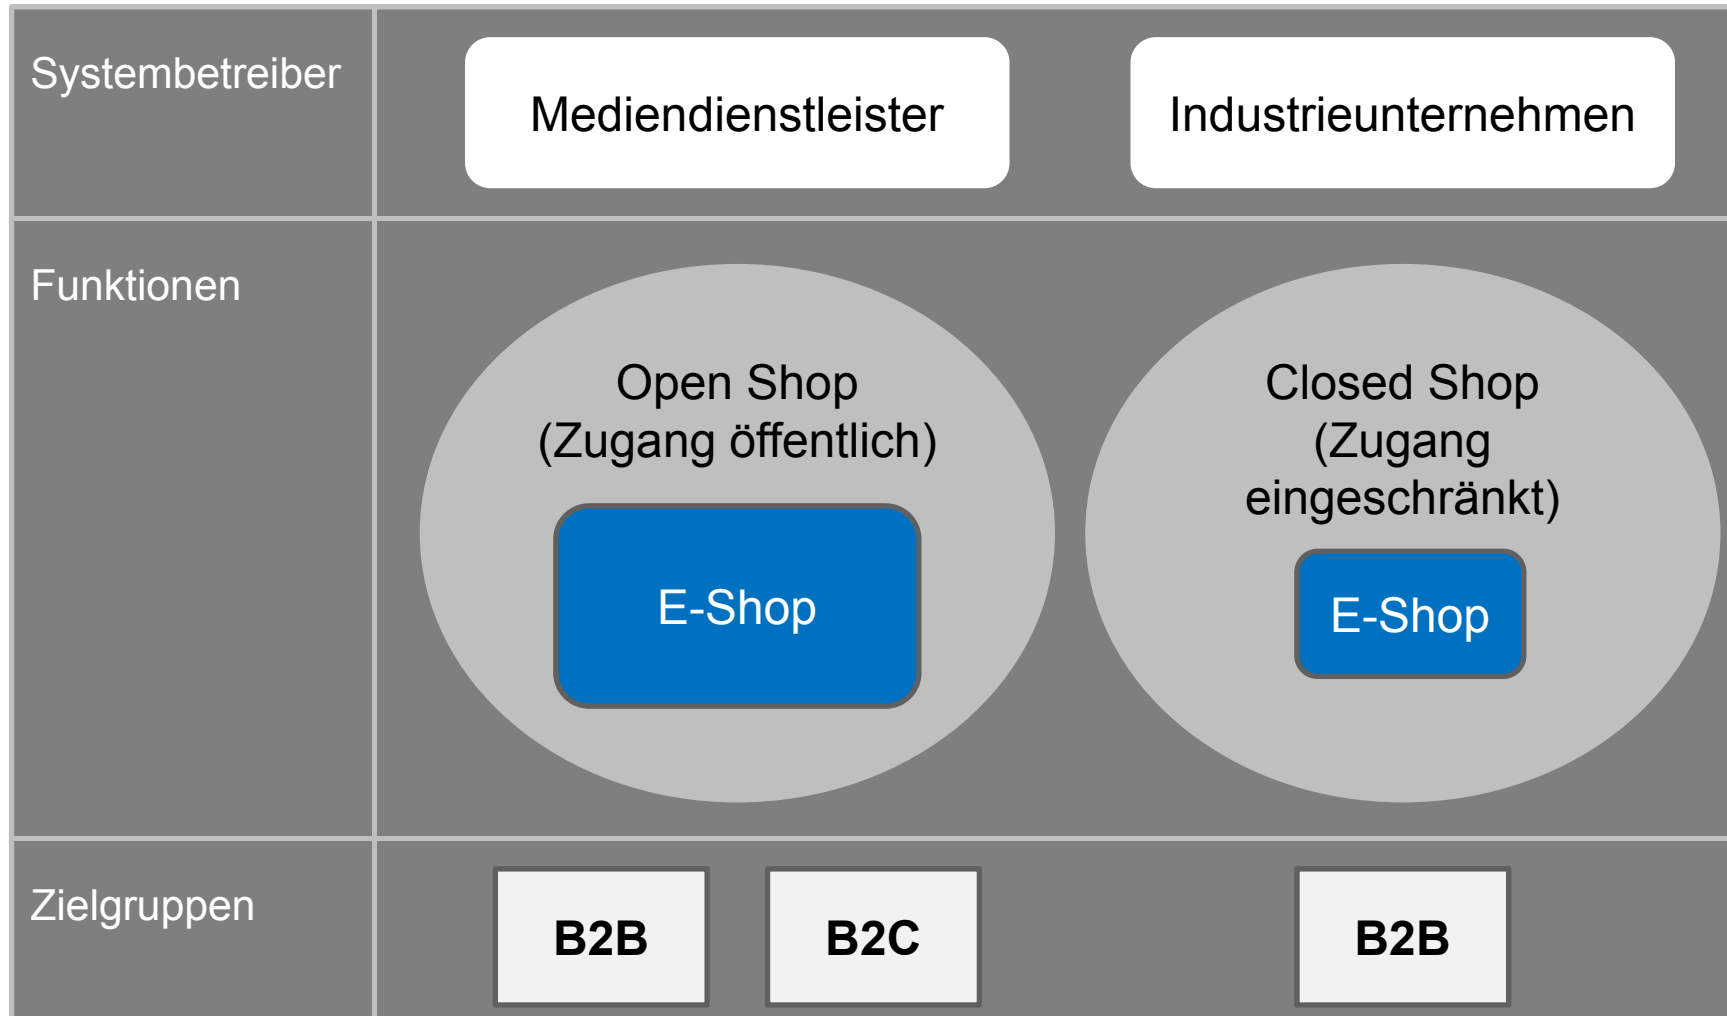 Systembetreiber
Mediendienstleister
Industrieunternehmen
Funktionen
Open Shop
(Zugang öffentlich)
E-Shop
Closed Shop
(Zugang
eingeschränkt)
E-Shop
Zielgruppen
B2B
B2C
B2B